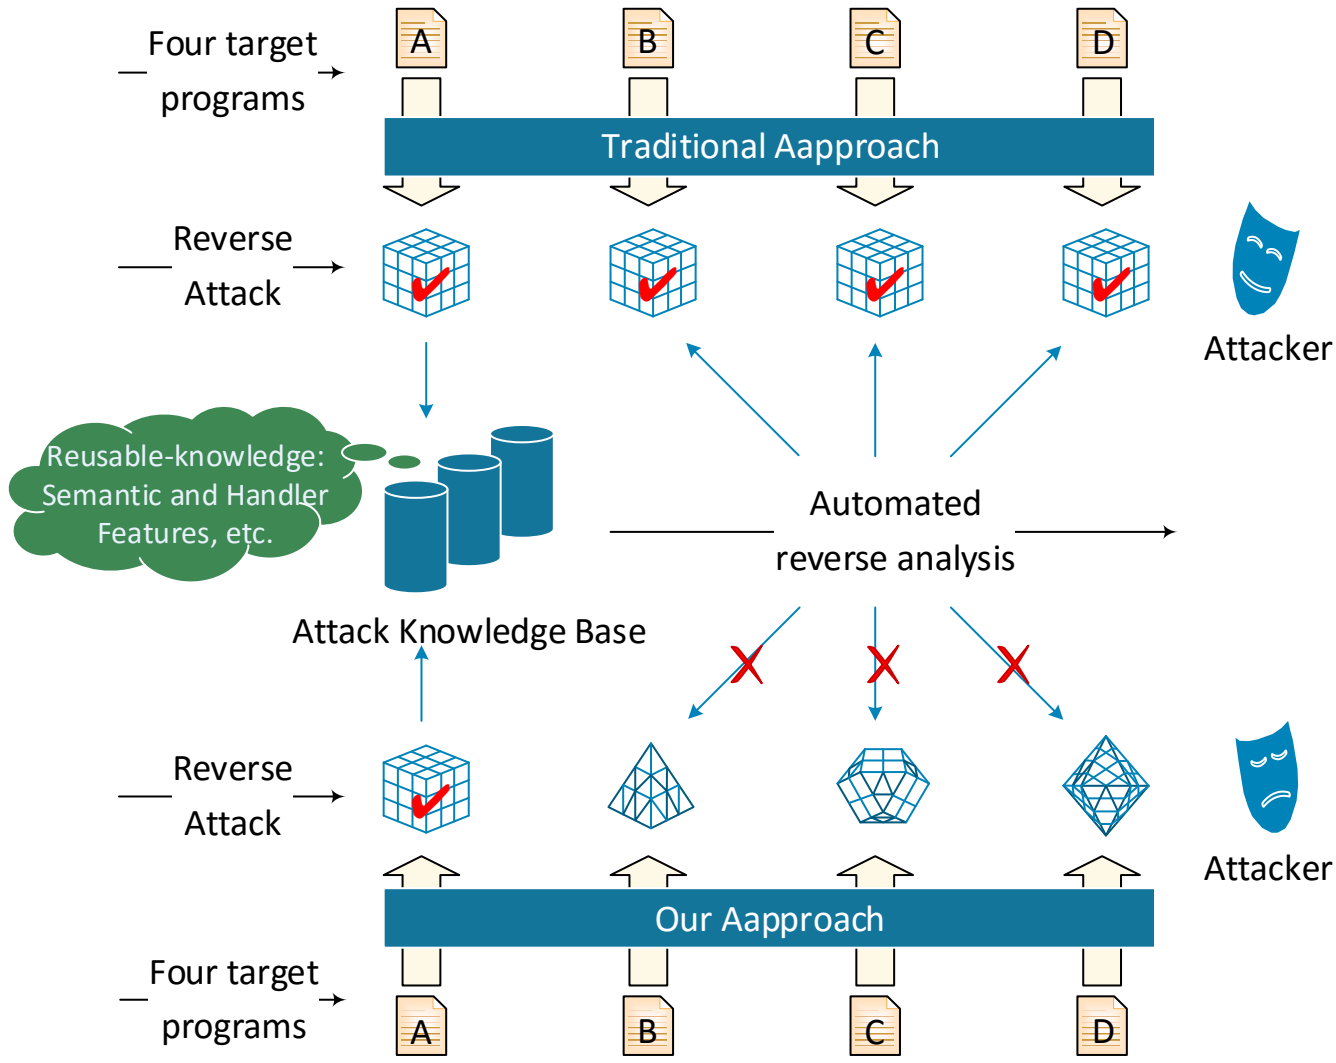 Four target
programs
A
B
C
D
Traditional Aapproach
Reverse
Attack
Attacker
Reusable-knowledge:
Semantic and Handler
Features, etc.
Automated
reverse analysis
Attack Knowledge Base
Reverse
Attack
Attacker
Our Aapproach
Four target
programs
A
B
C
D